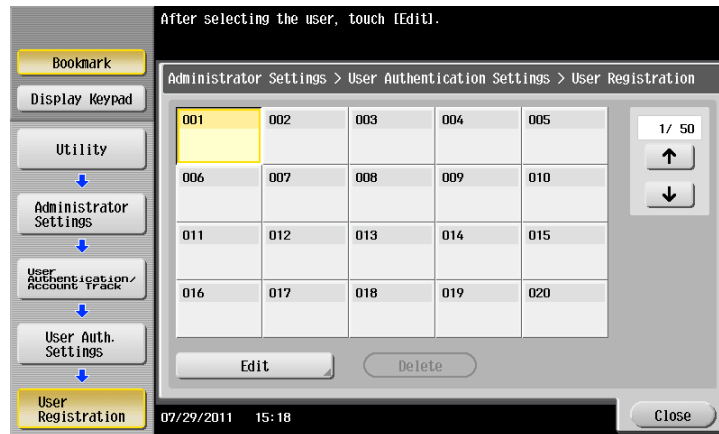 After selecting the user, touch [Edit].
Bookmark
Display Keypad
Utility
Administrator
Settings
User
Authentication/
Account Track
User Auth.
Settings
User
Registration
Administrator Settings > User Authentication Settings > User Registration
001 002 003 004 005
1/ 50
006 007 008 009 010
011 012 013 014 015
016 017 018 019 020
Edit Delete
07/29/2011 15:18
Close